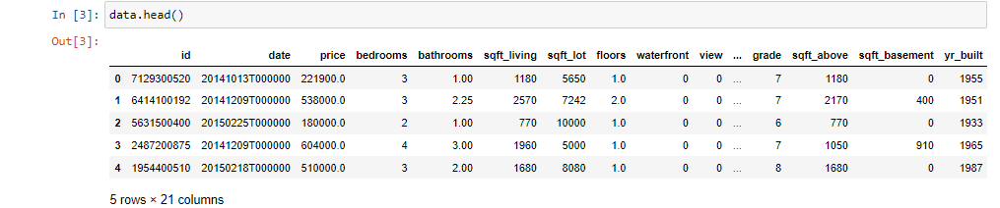 In [3]: data.head()
Out[3]:
id date price bedrooms bathrooms sqft_living sqft_lot floors waterfront view ... grade sqft_above sqft_basement yr_built
0 7129300520 20141013T000000 221900.0 3 1.00 1180 5650 1.0 0 0 ... 7 1180 0 1955
1 6414100192 20141209T000000 538000.0 3 2.25 2570 7242 2.0 0 0 ... 7 2170 400 1951
2 5631500400 20150225T000000 180000.0 2 1.00 770 10000 1.0 0 0 ... 6 770 0 1933
3 2487200875 20141209T000000 604000.0 4 3.00 1960 5000 1.0 0 0 ... 7 1050 910 1965
4 1954400510 20150218T000000 510000.0 3 2.00 1680 8080 1.0 0 0 ... 8 1680 0 1987
5 rows × 21 columns